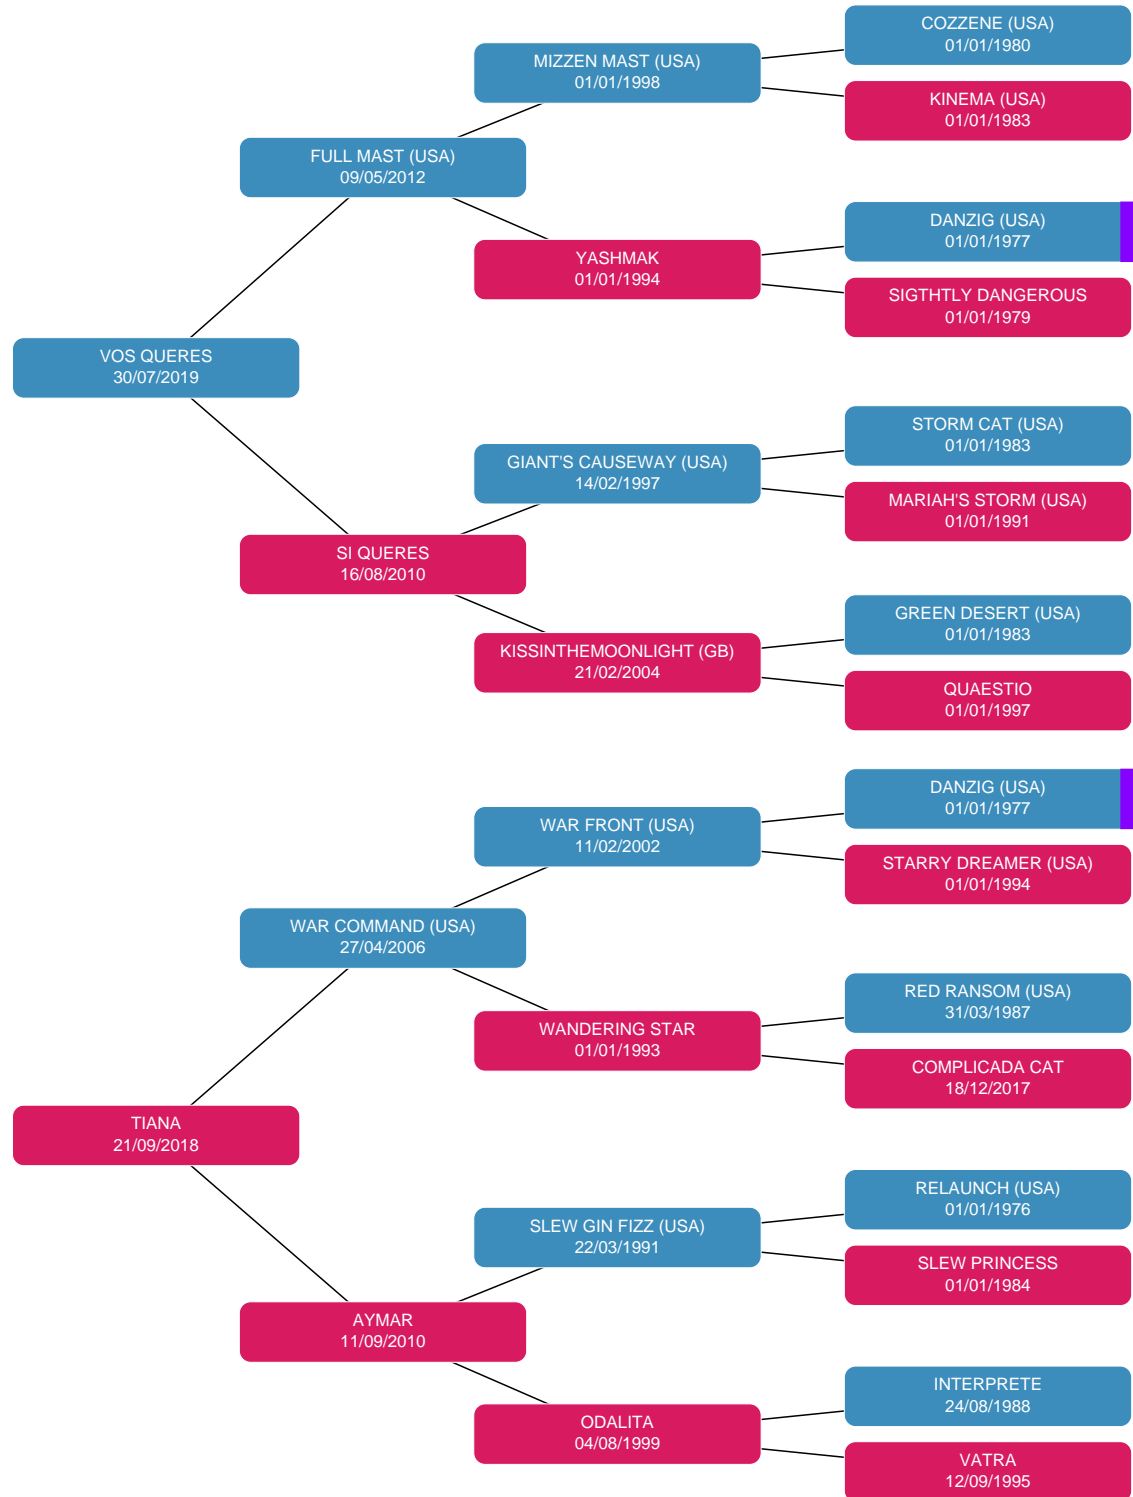 COZZENE (USA)
01/01/1980
MIZZEN MAST (USA)
01/01/1998
KINEMA (USA)
01/01/1983
FULL MAST (USA)
09/05/2012
DANZIG (USA)
01/01/1977
YASHMAK
01/01/1994
SIGTHTLY DANGEROUS
01/01/1979
VOS QUERES
30/07/2019
STORM CAT (USA)
01/01/1983
GIANT'S CAUSEWAY (USA)
14/02/1997
MARIAH'S STORM (USA)
01/01/1991
SI QUERES
16/08/2010
GREEN DESERT (USA)
01/01/1983
KISSINTHEMOONLIGHT (GB)
21/02/2004
QUAESTIO
01/01/1997
DANZIG (USA)
01/01/1977
WAR FRONT (USA)
11/02/2002
STARRY DREAMER (USA)
01/01/1994
WAR COMMAND (USA)
27/04/2006
RED RANSOM (USA)
31/03/1987
WANDERING STAR
01/01/1993
COMPLICADA CAT
18/12/2017
TIANA
21/09/2018
RELAUNCH (USA)
01/01/1976
SLEW GIN FIZZ (USA)
22/03/1991
SLEW PRINCESS
01/01/1984
AYMAR
11/09/2010
INTERPRETE
24/08/1988
ODALITA
04/08/1999
VATRA
12/09/1995